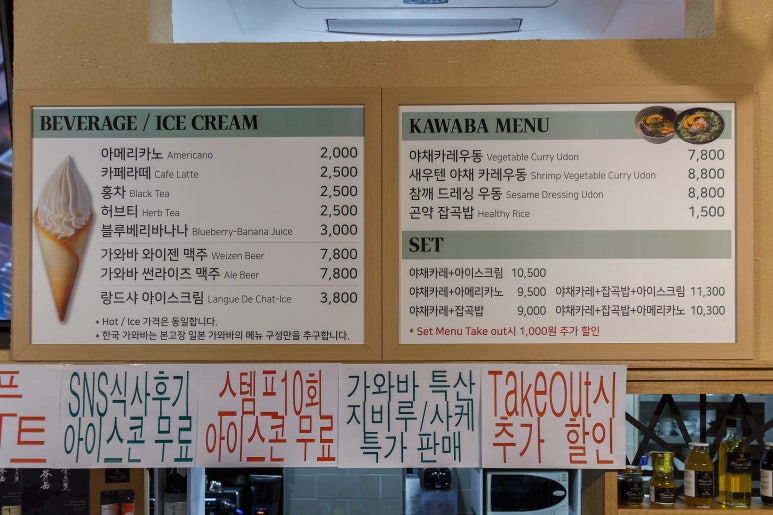 BEVERAGE / ICE CREAM
아메리카노 Americano 2,000
카페라떼 Cafe Latte 2,500
홍차 Black Tea 2,500
허브티 Herb Tea 2,500
블루베리바나나 Blueberry-Banana Juice 3,000
가와바 와이젠 맥주 Weizen Beer 7,800
가와바 썬라이즈 맥주 Ale Beer 7,800
랑드샤 아이스크림 Langue De Chat-Ice 3,800
* Hot / Ice 가격은 동일합니다.
* 한국 가와바는 본고장 일본 가와바의 메뉴 구성만을 추구합니다.
KAWABA MENU
야채카레우동 Vegetable Curry Udon 7,800
새우텐 야채 카레우동 Shrimp Vegetable Curry Udon 8,800
참깨 드레싱 우동 Sesame Dressing Udon 8,800
곤약 잡곡밥 Healthy Rice 1,500
SET
야채카레+아이스크림 10,500
야채카레+아메리카노 9,500 야채카레+잡곡밥+아이스크림 11,300
야채카레+잡곡밥 9,000 야채카레+잡곡밥+아메리카노 10,300
* Set Menu Take out시 1,000원 추가 할인
프
트
SNS식사후기
아이스콘 무료
스템프10회
아이스콘 무료
가와바 특산
지비루/사케
특가 판매
Takeout시
추가 할인